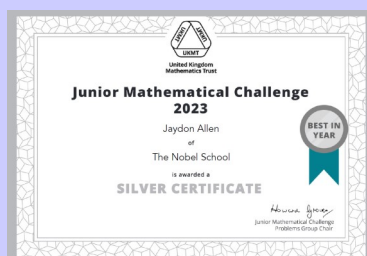 UKMT
United Kingdom
Mathematics Trust
Junior Mathematical Challenge
2023
Jaydon Allen
of
The Nobel School
is awarded a
SILVER CERTIFICATE
BEST IN
YEAR
Junior Mathematical Challenge
Problems Group Chair